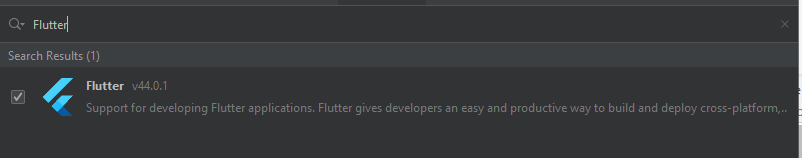 Flutter
Search Results (1)
Flutter v44.0.1
Support for developing Flutter applications. Flutter gives developers an easy and productive way to build and deploy cross-platform,..